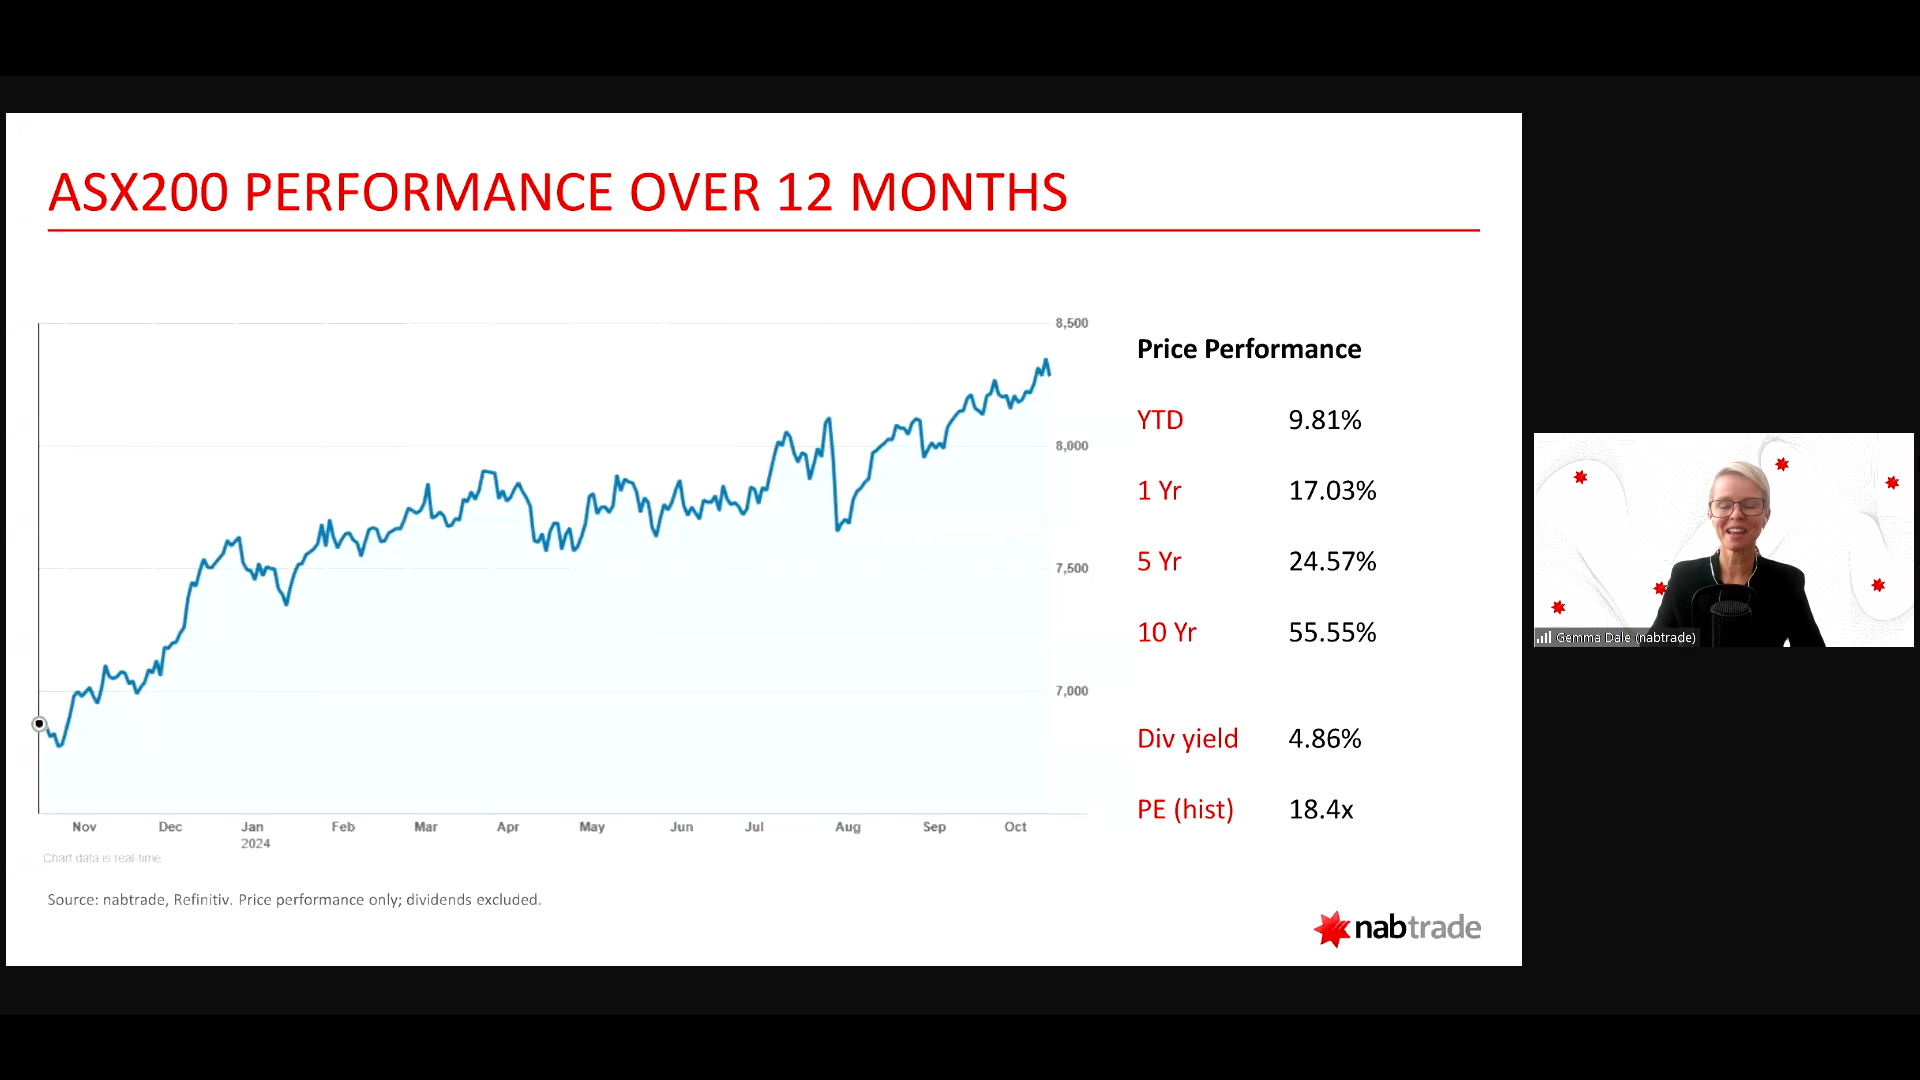 ASX200 PERFORMANCE OVER 12 MONTHS
8,500
8,000
7,500
7,000
Nov Dec Jan Feb Mar Apr May Jun Jul Aug Sep Oct
2024
Chart data is real-time
Price Performance
YTD 9.81%
1 Yr 17.03%
5 Yr 24.57%
10 Yr 55.55%
Div yield 4.86%
PE (hist) 18.4x
Source: nabtrade, Refinitiv. Price performance only; dividends excluded.
nabtrade
Gemma Dale (nabtrade)